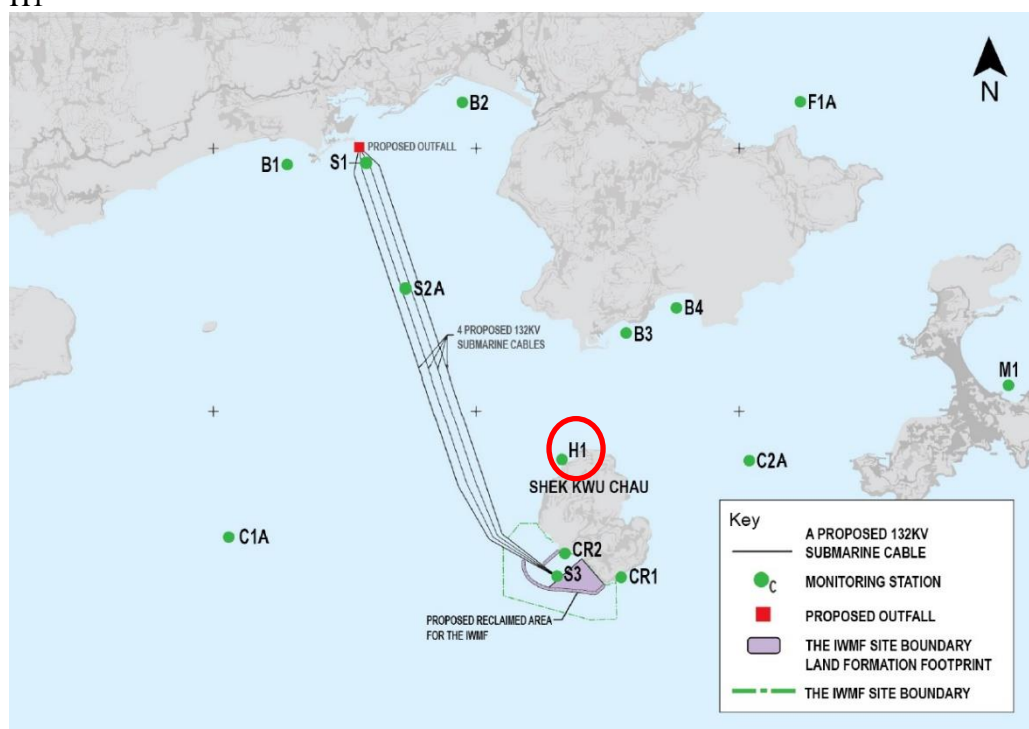 H1
N
B2
F1A
PROPOSED OUTFALL
B1
S1
S2A
B4
4 PROPOSED 132KV
SUBMARINE CABLES
B3
M1
H1
C2A
SHEK KWU CHAU
C1A
CR2
S3
CR1
PROPOSED RECLAIMED AREA
FOR THE IWMF
Key
A PROPOSED 132KV
SUBMARINE CABLE
C
MONITORING STATION
PROPOSED OUTFALL
THE IWMF SITE BOUNDARY
LAND FORMATION FOOTPRINT
THE IWMF SITE BOUNDARY